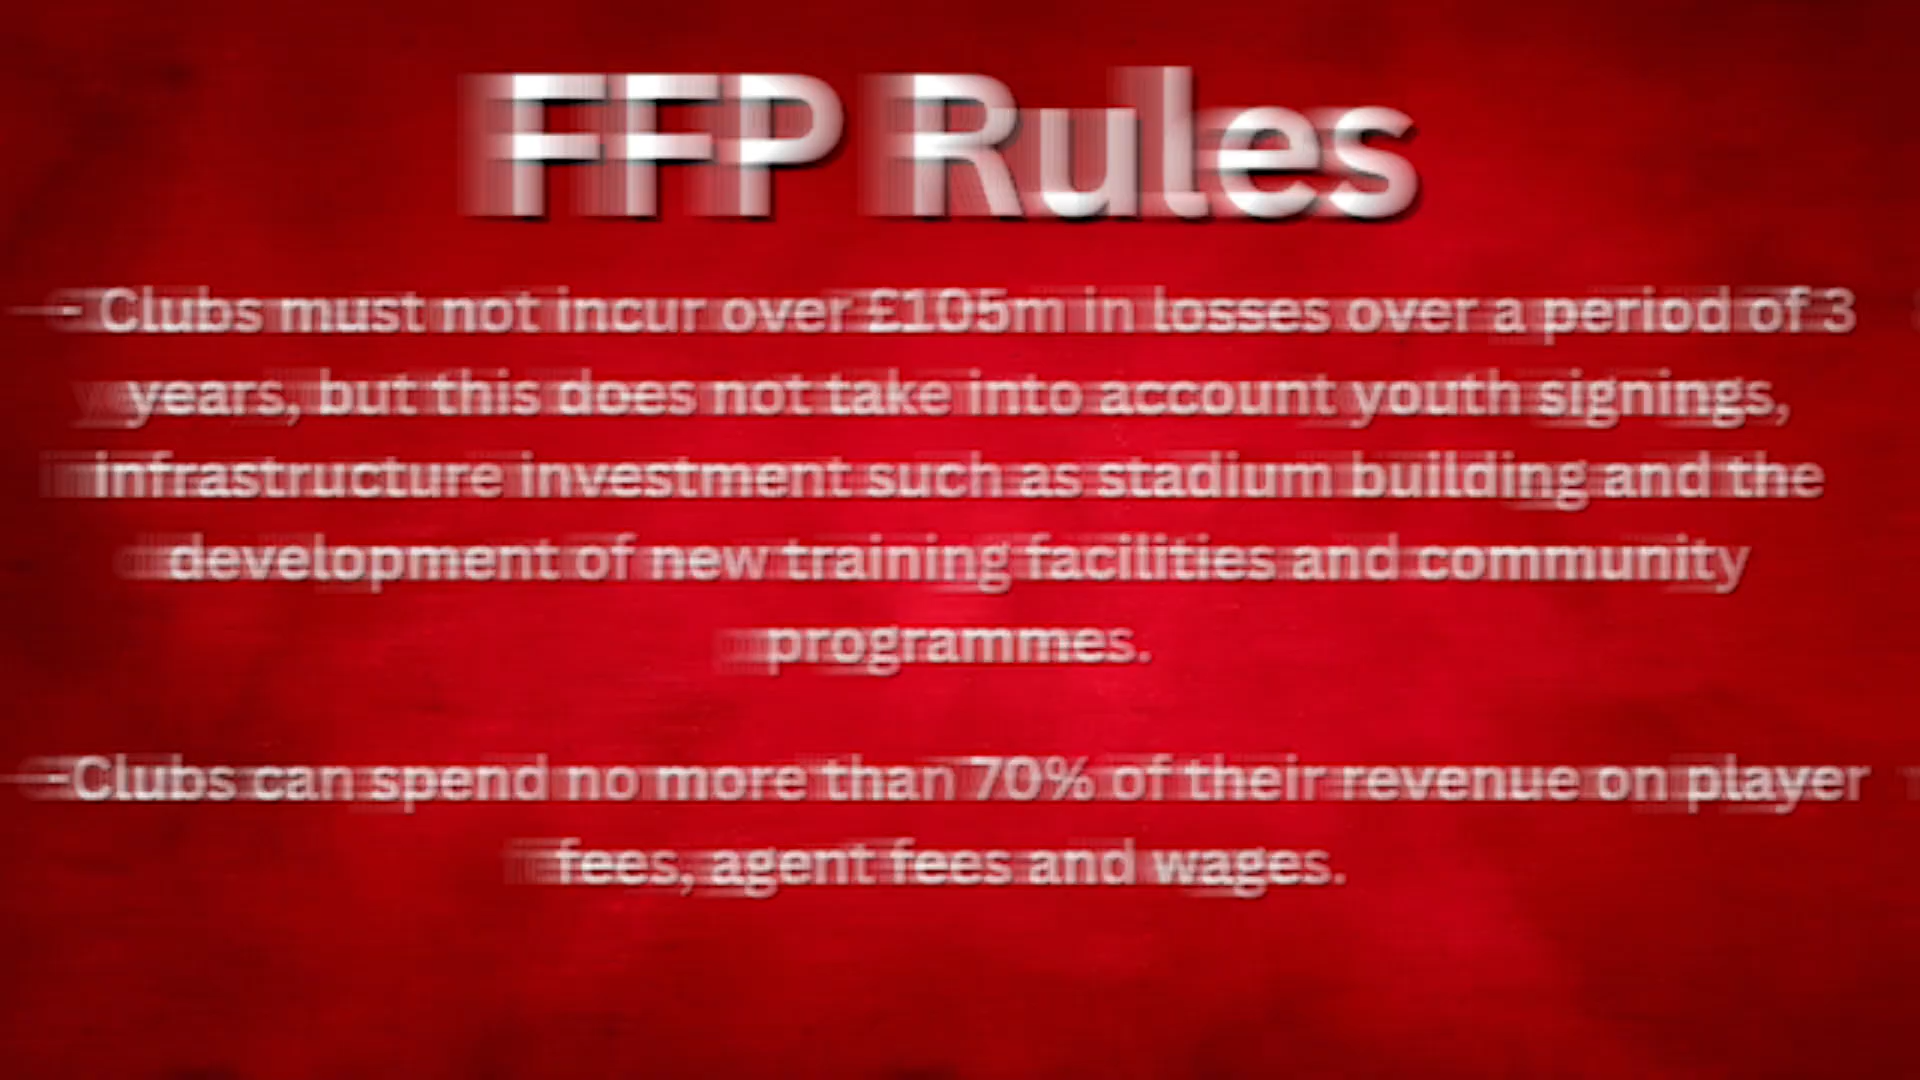 FFP Rules
- Clubs must not incur over £105m in losses over a period of 3
years, but this does not take into account youth signings,
infrastructure investment such as stadium building and the
development of new training facilities and community
programmes.
-Clubs can spend no more than 70% of their revenue on player
fees, agent fees and wages.